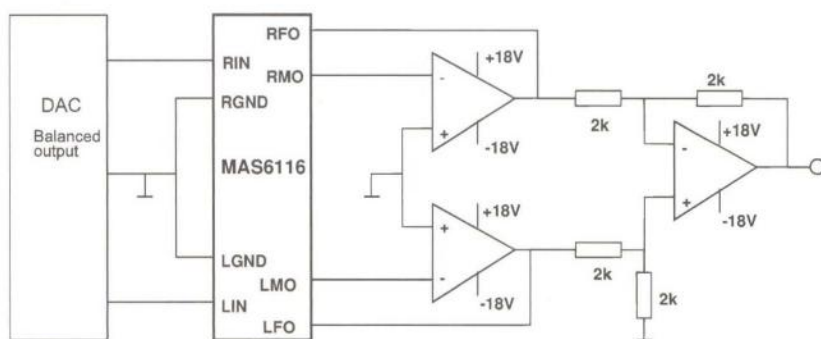 DAC
Balanced
output
RIN
RGND
MAS6116
LGND
LIN
RFO
RMO
LMO
LFO
-
+
+18V
-18V
+
-
+18V
-18V
2k
2k
2k
2k
-
+
+18V
-18V